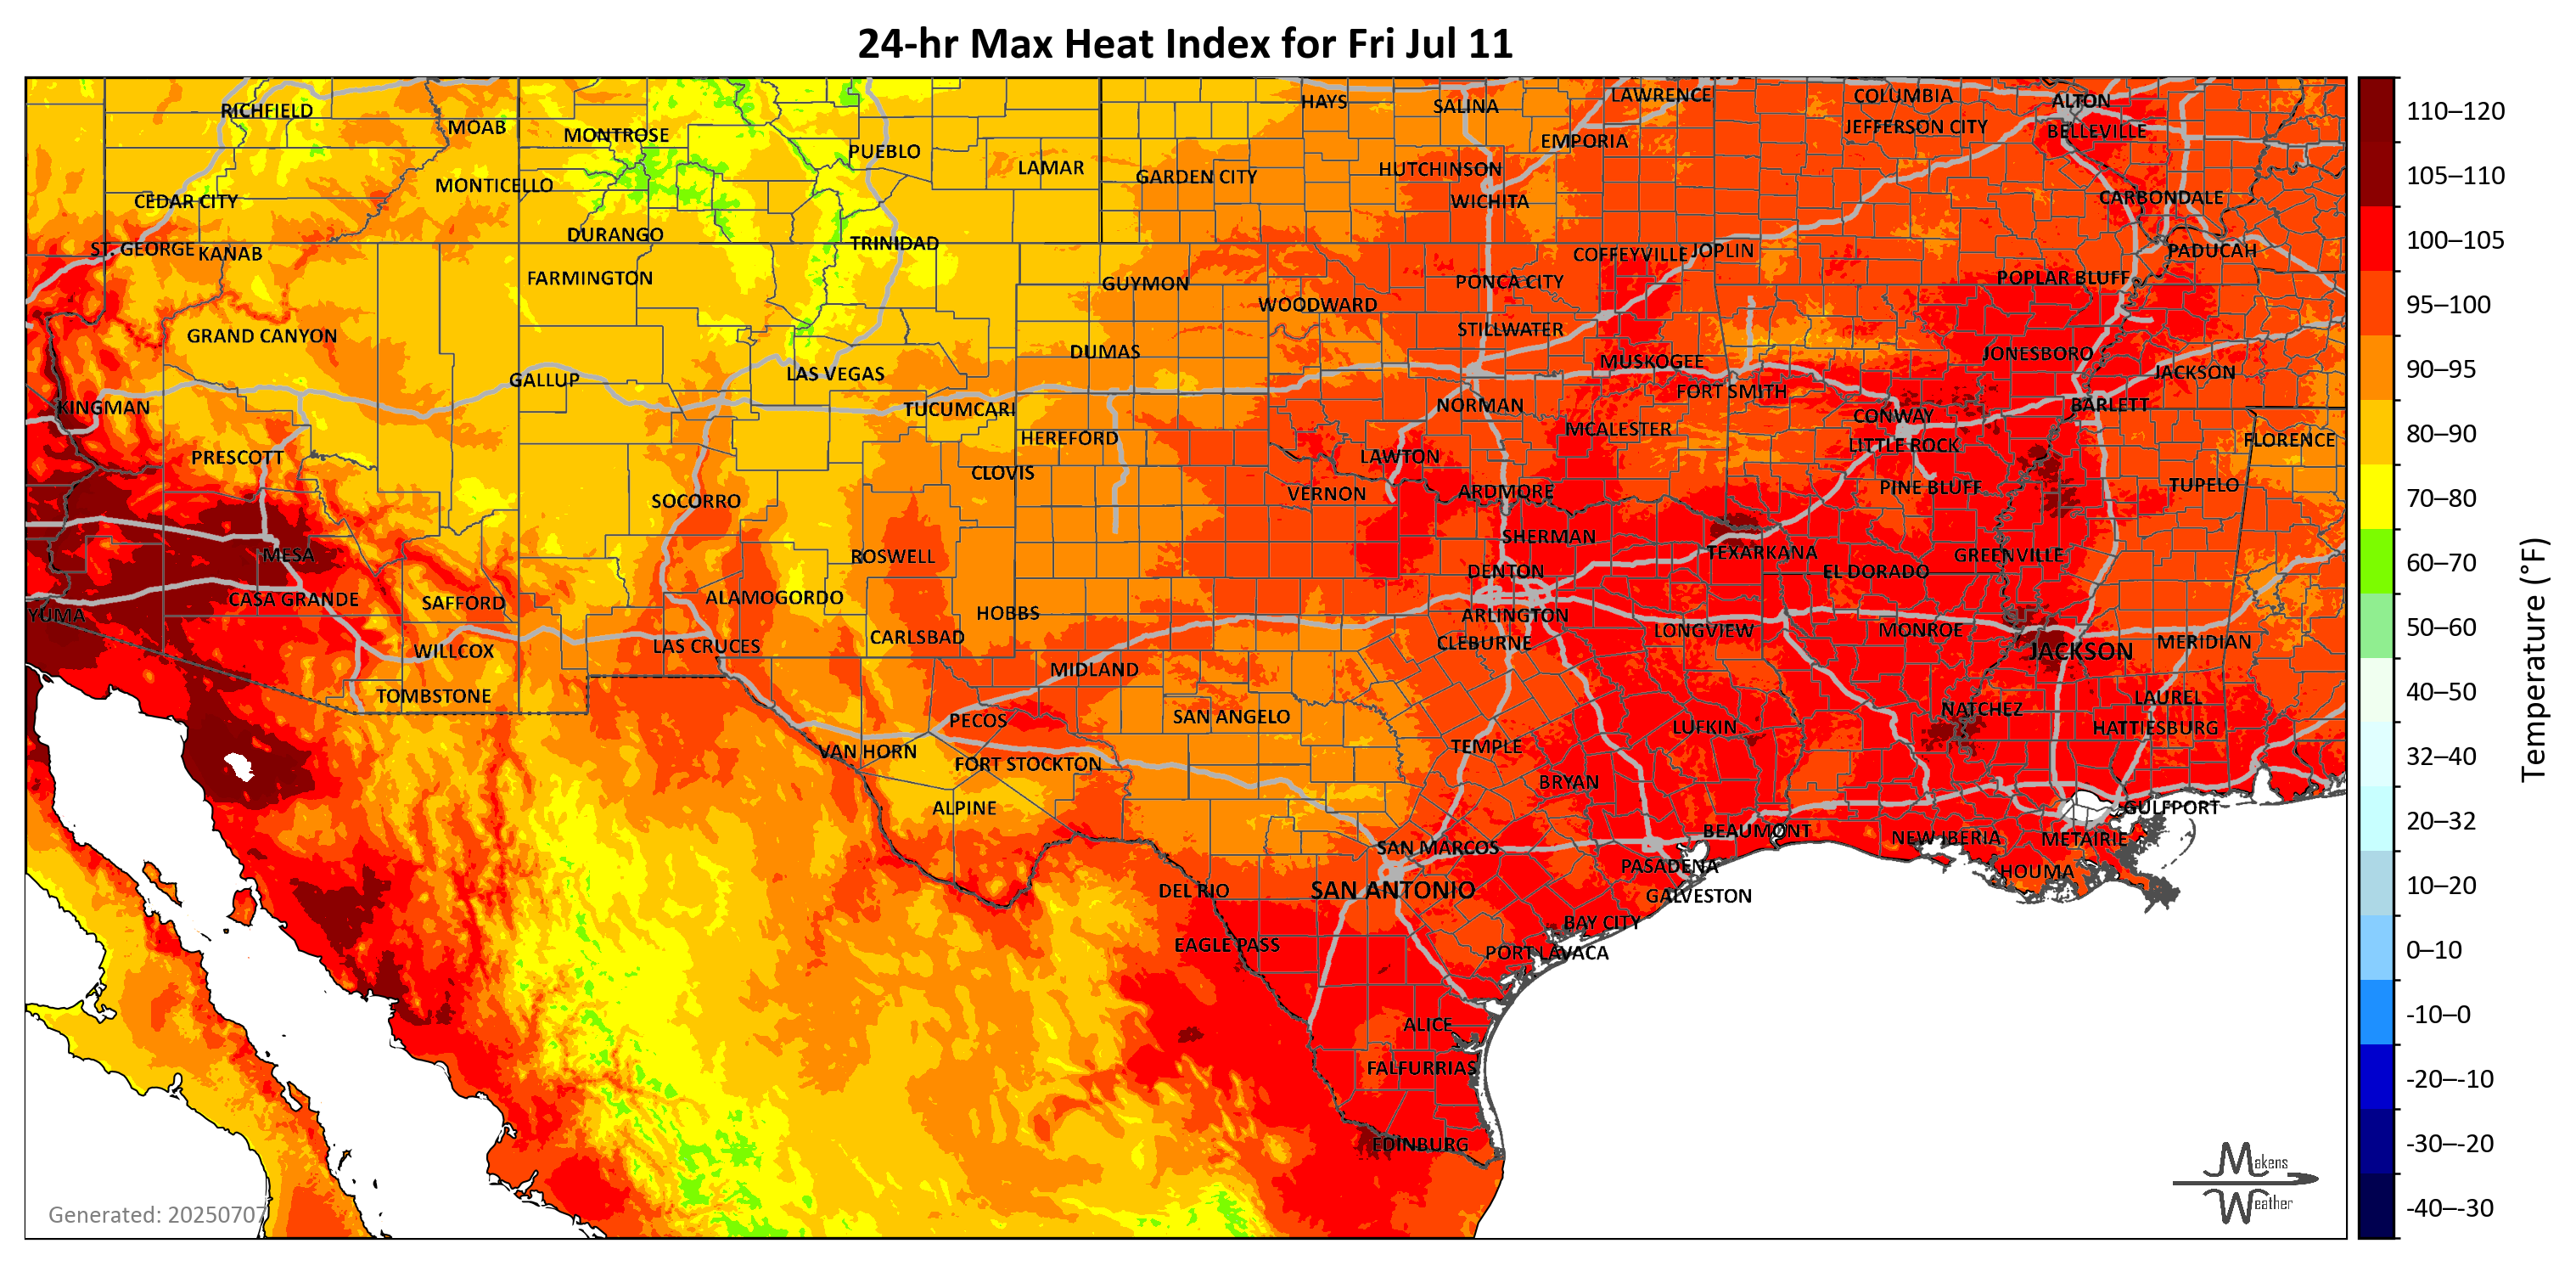 24-hr Max Heat Index for Fri Jul 11
RICHFIELD
MOAB
MONTROSE
PUEBLO
LAMAR
HAYS
SALINA
LAWRENCE
COLUMBIA
ALTON
EMPORIA
JEFFERSON CITY
BELLEVILLE
CEDAR CITY
MONTICELLO
GARDEN CITY
HUTCHINSON
WICHITA
CARBONDALE
ST. GEORGE
KANAB
DURANGO
TRINIDAD
COFFEYVILLE
JOPLIN
PADUCAH
FARMINGTON
GUYMON
WOODWARD
PONCA CITY
POPLAR BLUFF
GRAND CANYON
DUMAS
STILLWATER
MUSKOGEE
JONESBORO
GALLUP
LAS VEGAS
FORT SMITH
JACKSON
KINGMAN
TUCUMCARI
NORMAN
CONWAY
BARLETT
HEREFORD
MCALESTER
LITTLE ROCK
FLORENCE
PRESCOTT
CLOVIS
LAWTON
SOCORRO
VERNON
ARDMORE
PINE BLUFF
TUPELO
MESA
ROSWELL
SHERMAN
TEXARKANA
GREENVILLE
CASA GRANDE
SAFFORD
ALAMOGORDO
DENTON
EL DORADO
YUMA
HOBBS
ARLINGTON
WILLCOX
LAS CRUCES
CARLSBAD
CLEBURNE
LONGVIEW
MONROE
JACKSON
MERIDIAN
TOMBSTONE
MIDLAND
LAUREL
PECOS
SAN ANGELO
NATCHEZ
VAN HORN
FORT STOCKTON
TEMPLE
LUFKIN
HATTIESBURG
ALPINE
BRYAN
GULFPORT
SAN MARCOS
BEAUMONT
NEW IBERIA
METAIRIE
DEL RIO
SAN ANTONIO
PASADENA
HOUMA
GALVESTON
EAGLE PASS
BAY CITY
PORT LAVACA
ALICE
FALFURRIAS
EDINBURG
Generated: 20250707
Makens
Weather
110–120
105–110
100–105
95–100
90–95
80–90
70–80
60–70
50–60
40–50
32–40
20–32
10–20
0–10
-10–0
-20–-10
-30–-20
-40–-30
Temperature (°F)